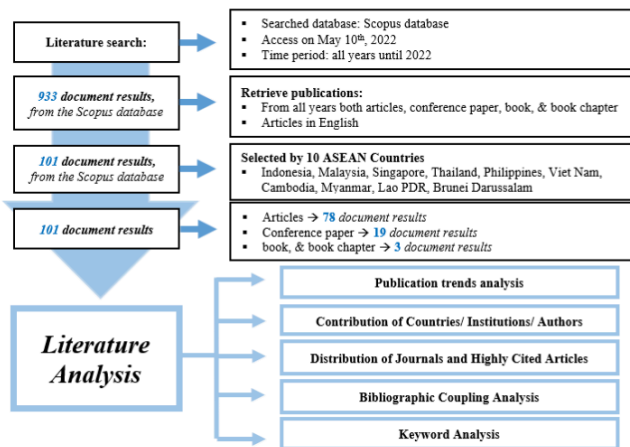 Literature search:
▪ Searched database: Scopus database
▪ Access on May 10th, 2022
▪ Time period: all years until 2022
933 document results,
from the Scopus database
Retrieve publications:
▪ From all years both articles, conference paper, book, & book chapter
▪ Articles in English
101 document results,
from the Scopus database
Selected by 10 ASEAN Countries
▪ Indonesia, Malaysia, Singapore, Thailand, Philippines, Viet Nam,
Cambodia, Myanmar, Lao PDR, Brunei Darussalam
101 document results
▪ Articles → 78 document results
▪ Conference paper → 19 document results
▪ book, & book chapter → 3 document results
Literature
Analysis
Publication trends analysis
Contribution of Countries/ Institutions/ Authors
Distribution of Journals and Highly Cited Articles
Bibliographic Coupling Analysis
Keyword Analysis